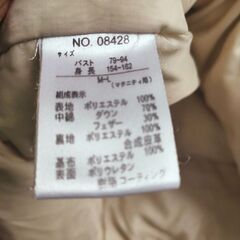 NO. 08428
サイズ
バスト 79-94
身長 154-162
M-L (マタニティ用)
組成表示
表地 ポリエステル 100%
中綿 ダウン 70%
フェザー 30%
裏地 ポリエステル 100%
合成皮革
基布 ポリエステル
表面 ポリウレタン
樹脂コーティング